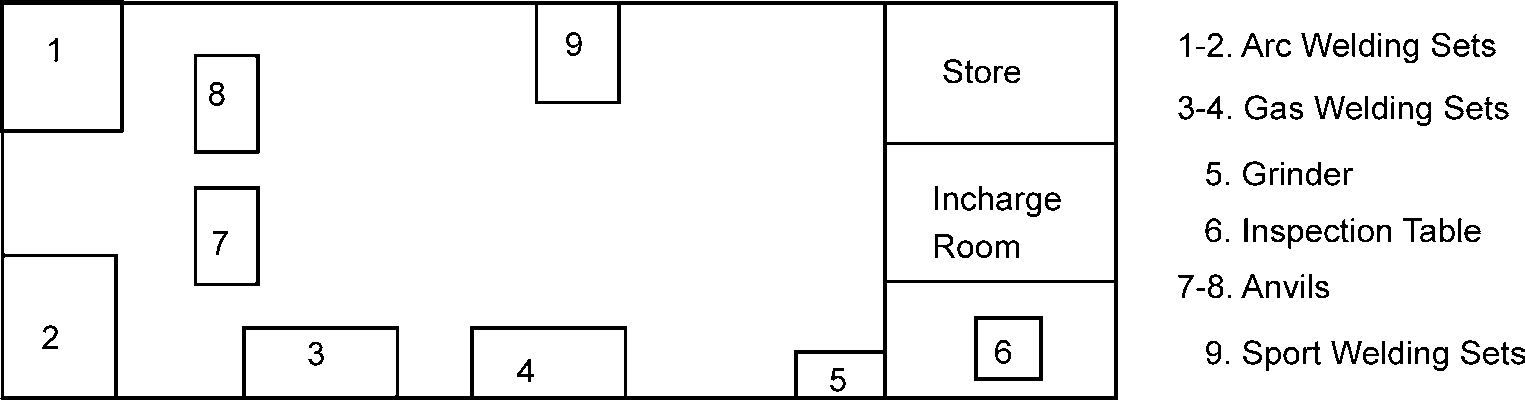 1
8
9
7
2
3
4
5
Store
Incharge
Room
6
1-2. Arc Welding Sets
3-4. Gas Welding Sets
5. Grinder
6. Inspection Table
7-8. Anvils
9. Sport Welding Sets